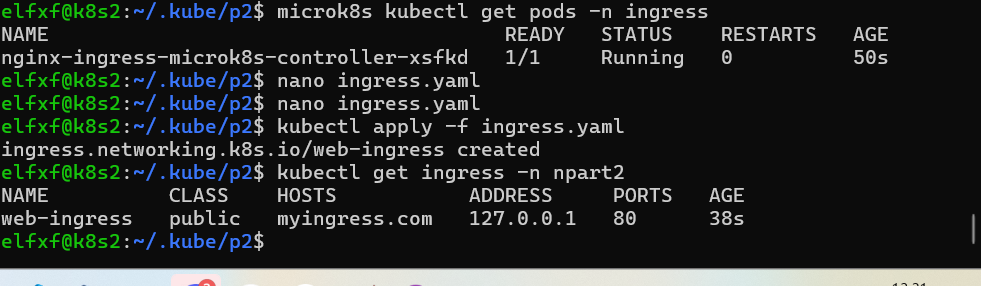 elfxf@k8s2:~/.kube/p2$ microk8s kubectl get pods -n ingress
NAME READY STATUS RESTARTS AGE
nginx-ingress-microk8s-controller-xsfkd 1/1 Running 0 50s
elfxf@k8s2:~/.kube/p2$ nano ingress.yaml
elfxf@k8s2:~/.kube/p2$ nano ingress.yaml
elfxf@k8s2:~/.kube/p2$ kubectl apply -f ingress.yaml
ingress.networking.k8s.io/web-ingress created
elfxf@k8s2:~/.kube/p2$ kubectl get ingress -n npart2
NAME CLASS HOSTS ADDRESS PORTS AGE
web-ingress public myingress.com 127.0.0.1 80 38s
elfxf@k8s2:~/.kube/p2$